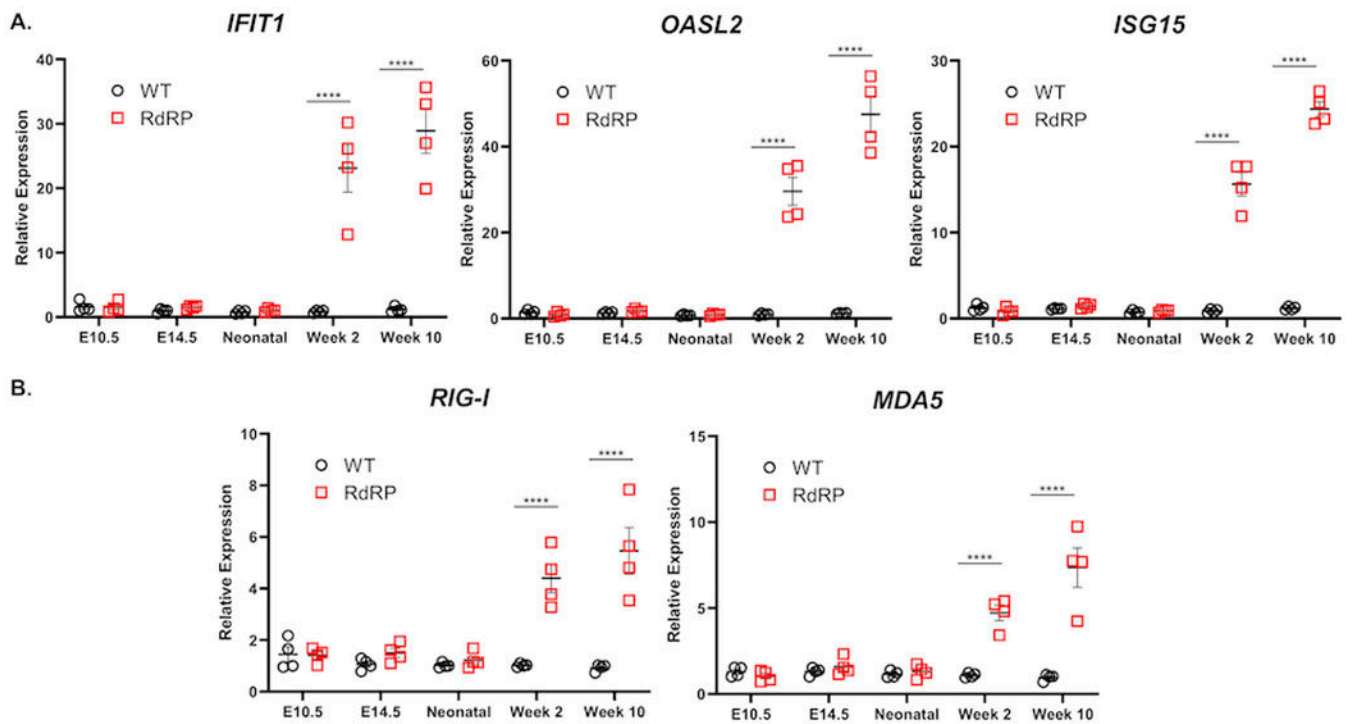 A.
IFIT1
OASL2
ISG15
Relative Expression
40
30
20
10
0
WT
RdRP
****
****
E10.5 E14.5 Neonatal Week 2 Week 10
Relative Expression
60
40
20
0
WT
RdRP
****
****
E10.5 E14.5 Neonatal Week 2 Week 10
Relative Expression
30
20
10
0
WT
RdRP
****
****
E10.5 E14.5 Neonatal Week 2 Week 10
B.
RIG-I
MDA5
Relative Expression
10
8
6
4
2
0
WT
RdRP
****
****
E10.5 E14.5 Neonatal Week 2 Week 10
Relative Expression
15
10
5
0
WT
RdRP
****
****
E10.5 E14.5 Neonatal Week 2 Week 10